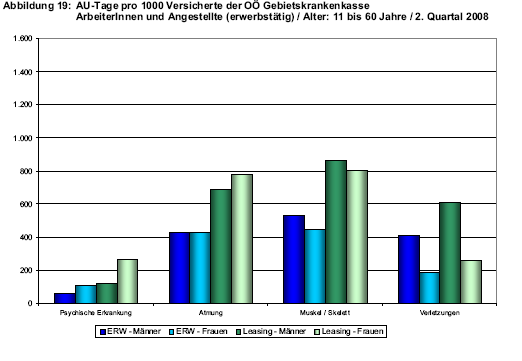 Abbildung 19: AU-Tage pro 1000 Versicherte der OÖ Gebietskrankenkasse
ArbeiterInnen und Angestellte (erwerbstätig) / Alter: 11 bis 60 Jahre / 2. Quartal 2008
1.600
1.400
1.200
1.000
800
600
400
200
0
Psychische Erkrankung
Atmung
Muskel / Skelett
Verletzungen
ERW - Männer
ERW - Frauen
Leasing - Männer
Leasing - Frauen